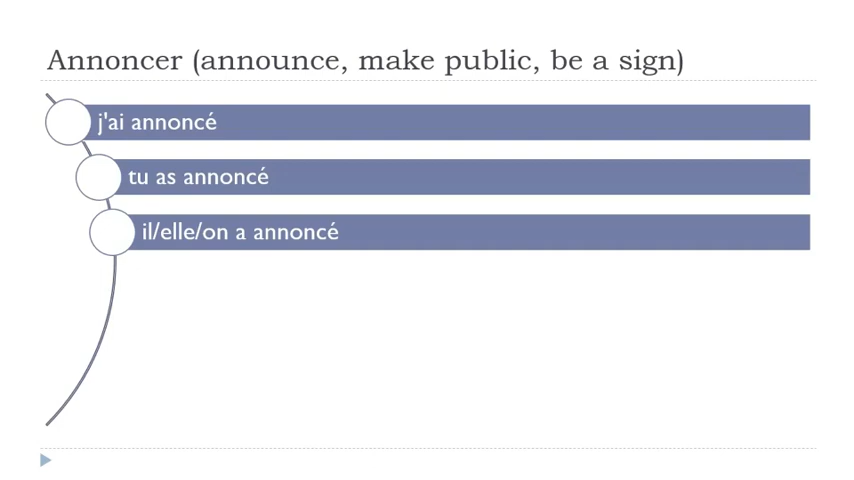 Annoncer (announce, make public, be a sign)
j'ai annoncé
tu as annoncé
il/elle/on a annoncé